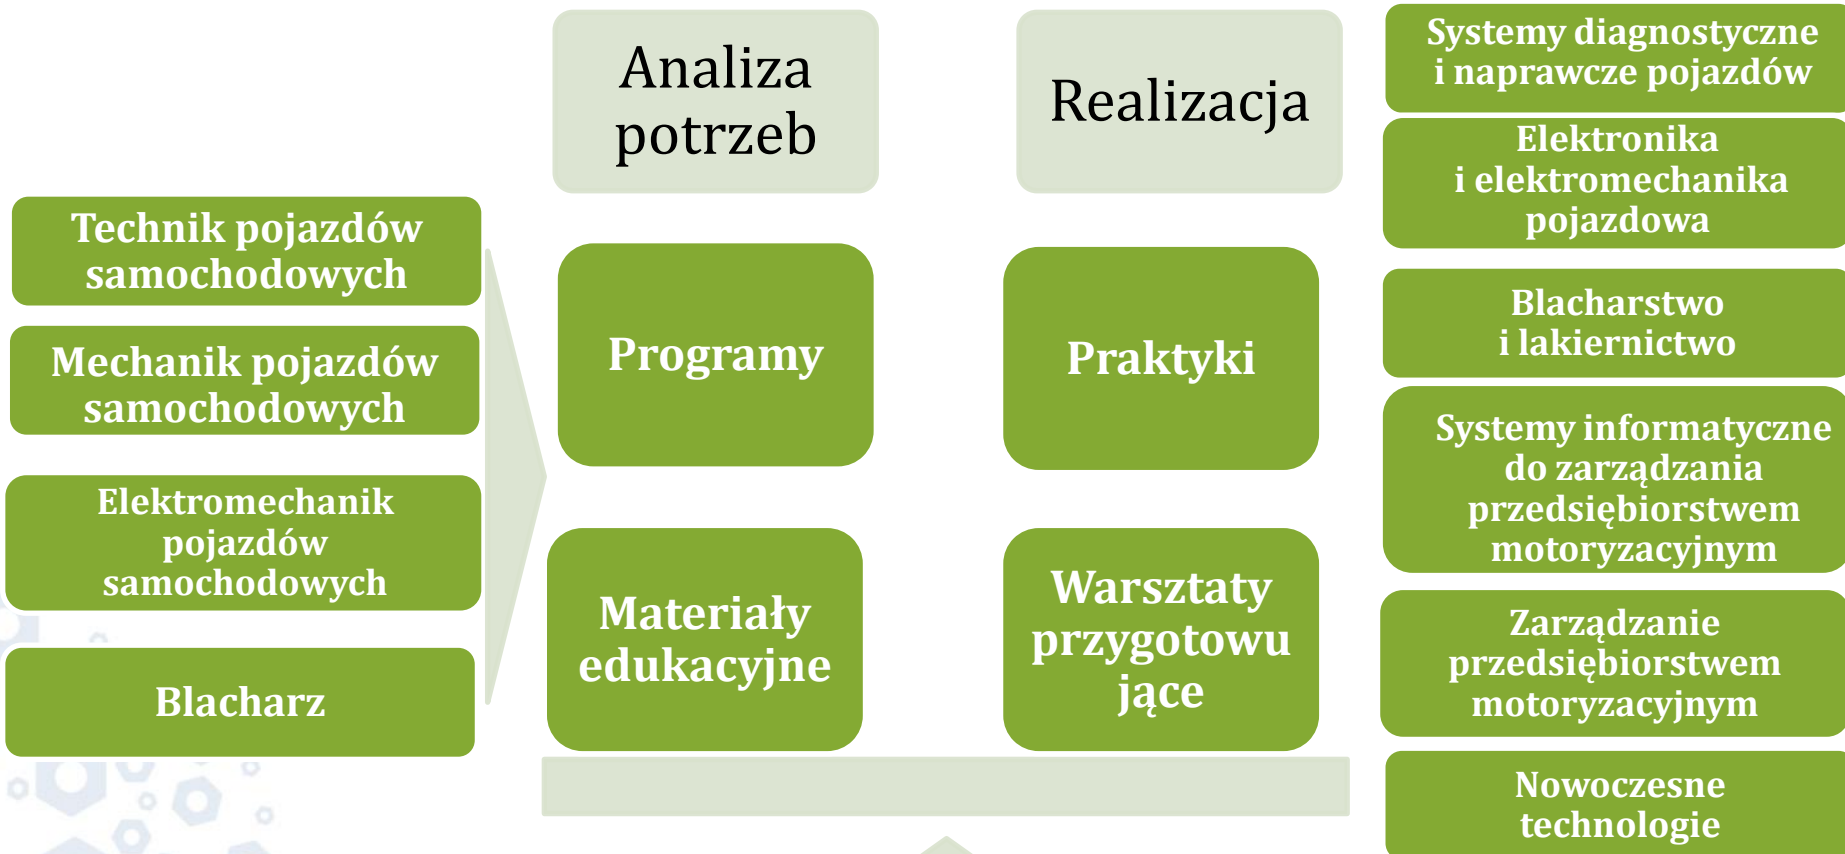 Technik pojazdów
samochodowych
Mechanik pojazdów
samochodowych
Elektromechanik
pojazdów
samochodowych
Blacharz
Analiza
potrzeb
Programy
Materiały
edukacyjne
Realizacja
Praktyki
Warsztaty
przygotowu
jące
Systemy diagnostyczne
i naprawcze pojazdów
Elektronika
i elektromechanika
pojazdowa
Blacharstwo
i lakiernictwo
Systemy informatyczne
do zarządzania
przedsiębiorstwem
motoryzacyjnym
Zarządzanie
przedsiębiorstwem
motoryzacyjnym
Nowoczesne
technologie